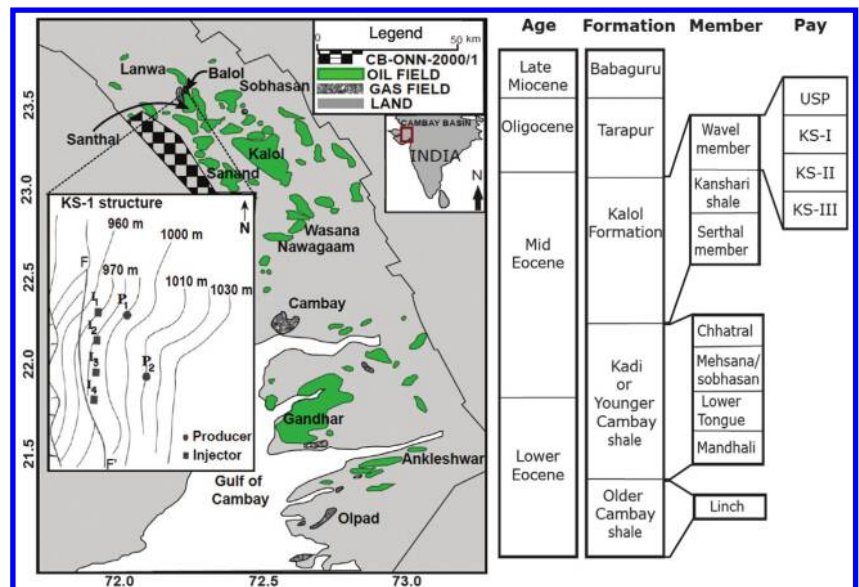 Legend
0 50 km
CB-ONN-2000/1
OIL FIELD
GAS FIELD
LAND
CAMBAY BASIN
INDIA
N
Lanwa
Balol
Sobhasan
Santhal
Kalol
Sanand
Wasana
Nawagaam
Cambay
Gandhar
Ankleshwar
Gulf of
Cambay
Olpad
KS-1 structure
N
960 m
1000 m
970 m
1010 m
1030 m
F
I1
P1
I2
I3
P2
I4
F'
Producer
Injector
23.5
23.0
22.5
22.0
21.5
72.0 72.5 73.0
Age Formation Member Pay
Late
Miocene
Oligocene
Mid
Eocene
Lower
Eocene
Babaguru
Tarapur
Kalol
Formation
Kadi
or
Younger
Cambay
shale
Older
Cambay
shale
Wavel
member
Kanshari
shale
Serthal
member
Chhatral
Mehsana/
sobhasan
Lower
Tongue
Mandhali
Linch
USP
KS-I
KS-II
KS-III